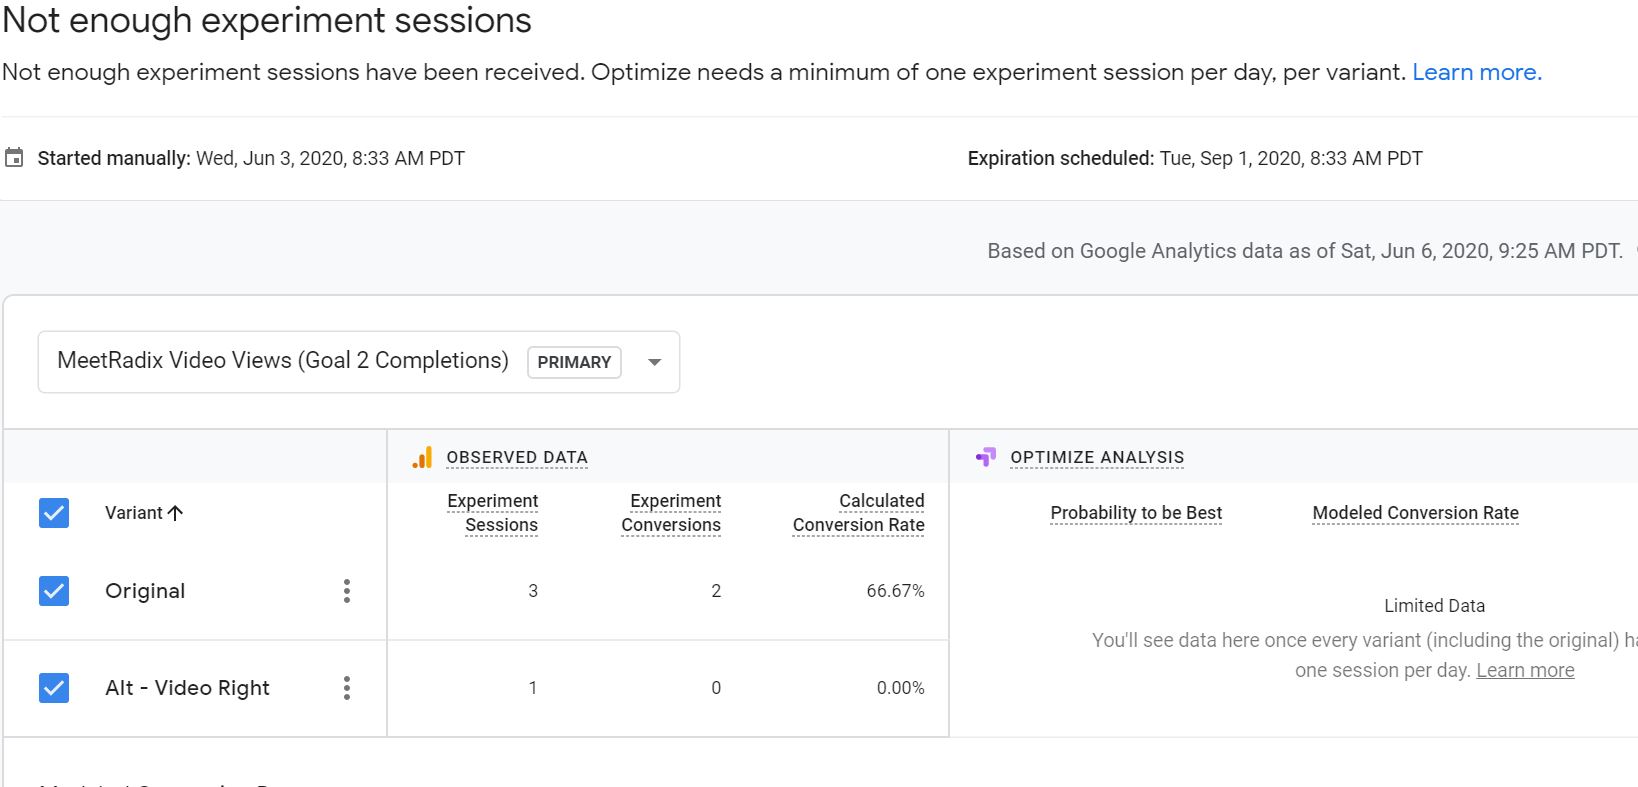 Not enough experiment sessions
Not enough experiment sessions have been received. Optimize needs a minimum of one experiment session per day, per variant. Learn more.
Started manually: Wed, Jun 3, 2020, 8:33 AM PDT
Expiration scheduled: Tue, Sep 1, 2020, 8:33 AM PDT
Based on Google Analytics data as of Sat, Jun 6, 2020, 9:25 AM PDT.
MeetRadix Video Views (Goal 2 Completions) PRIMARY
OBSERVED DATA
OPTIMIZE ANALYSIS
Variant
Experiment
Sessions
Experiment
Conversions
Calculated
Conversion Rate
Probability to be Best
Modeled Conversion Rate
Original 3 2 66.67%
Limited Data
You'll see data here once every variant (including the original)
one session per day. Learn more
Alt - Video Right 1 0 0.00%